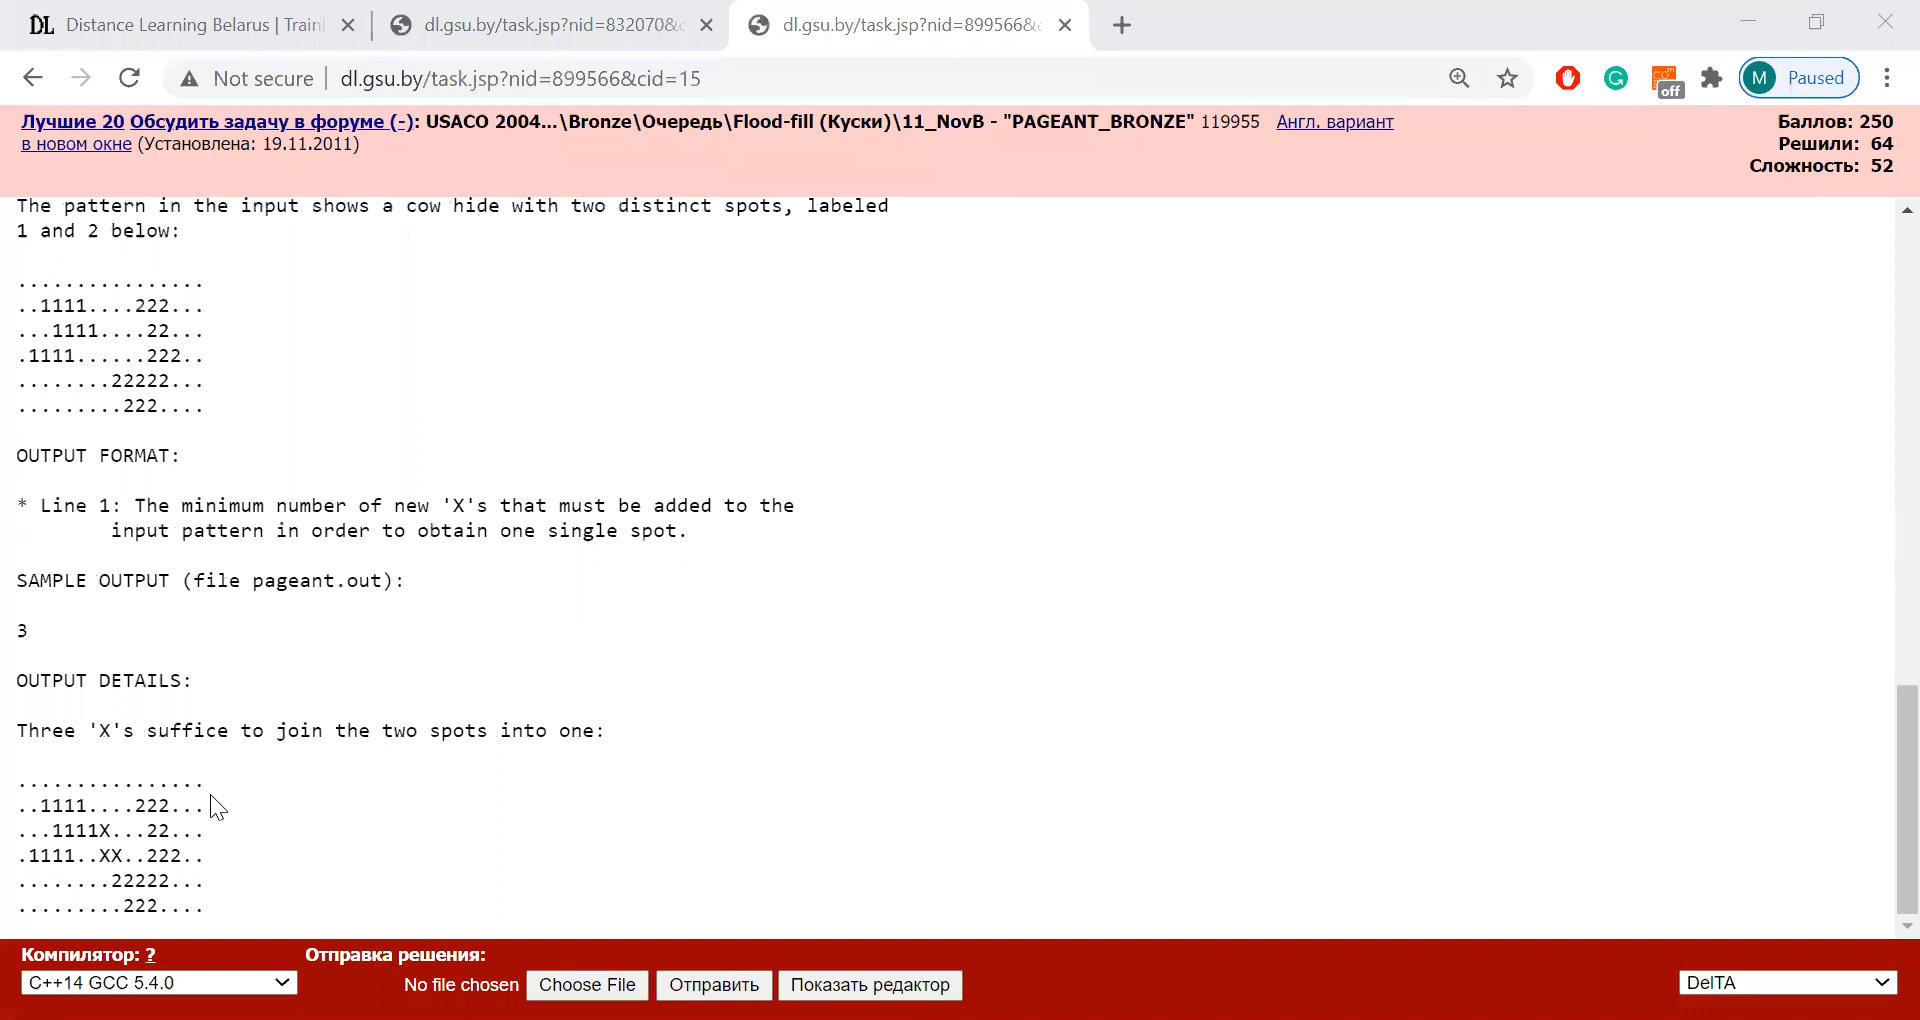 DL Distance Learning Belarus | Traini
dl.gsu.by/task.jsp?nid=832070&c
dl.gsu.by/task.jsp?nid=899566&
Not secure | dl.gsu.by/task.jsp?nid=899566&cid=15
off
M Paused
Лучшие 20 Обсудить задачу в форуме (-): USACO 2004...\Bronze\Очередь\Flood-fill (Куски)\11_NovB - "PAGEANT_BRONZE" 119955 Англ. вариант
в новом окне (Установлена: 19.11.2011)
Баллов: 250
Решили: 64
Сложность: 52
The pattern in the input shows a cow hide with two distinct spots, labeled
1 and 2 below:
................
..1111....222...
...1111....22...
.1111......222..
........22222...
.........222....
OUTPUT FORMAT:
* Line 1: The minimum number of new 'X's that must be added to the
input pattern in order to obtain one single spot.
SAMPLE OUTPUT (file pageant.out):
3
OUTPUT DETAILS:
Three 'X's suffice to join the two spots into one:
................
..1111....222...
...1111X...22...
.1111..XX..222..
........22222...
.........222....
Компилятор: ?
Отправка решения:
C++14 GCC 5.4.0
No file chosen
Choose File
Отправить
Показать редактор
DelTA